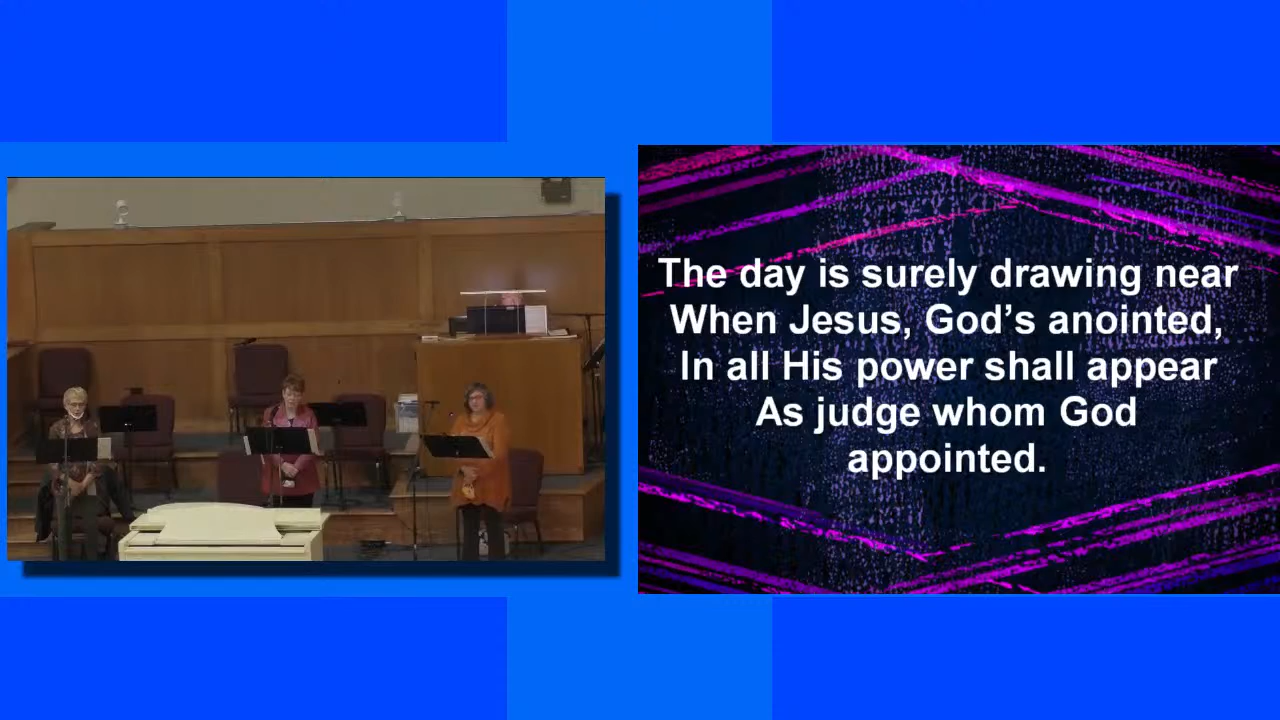 The day is surely drawing near
When Jesus, God’s anointed,
In all His power shall appear
As judge whom God
appointed.